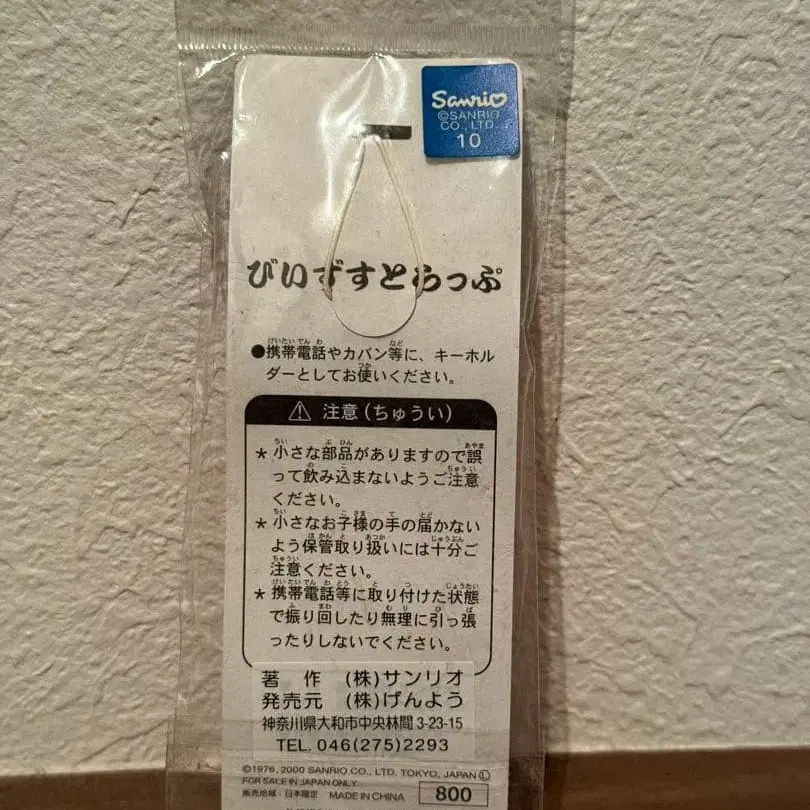 Sanrio
©SANRIO
CO., LTD.
10
びいずすとらっぷ
●携帯電話やカバン等に、キーホル
ダーとしてお使いください。
⚠ 注意(ちゅうい)
★小さな部品がありますので誤
って飲み込まないようご注意
ください。
★小さなお子様の手の届かない
よう保管取り扱いには十分ご
注意ください。
★携帯電話等に取り付けた状態
で振り回したり無理に引っ張
ったりしないでください。
著 作 (株)サンリオ
発売元 (株)げんよう
神奈川県大和市中央林間3-23-15
TEL. 046(275)2293
©1976, 2000 SANRIO CO., LTD. TOKYO, JAPAN Ⓛ
FOR SALE IN JAPAN ONLY
販売地域:日本限定 MADE IN CHINA 800